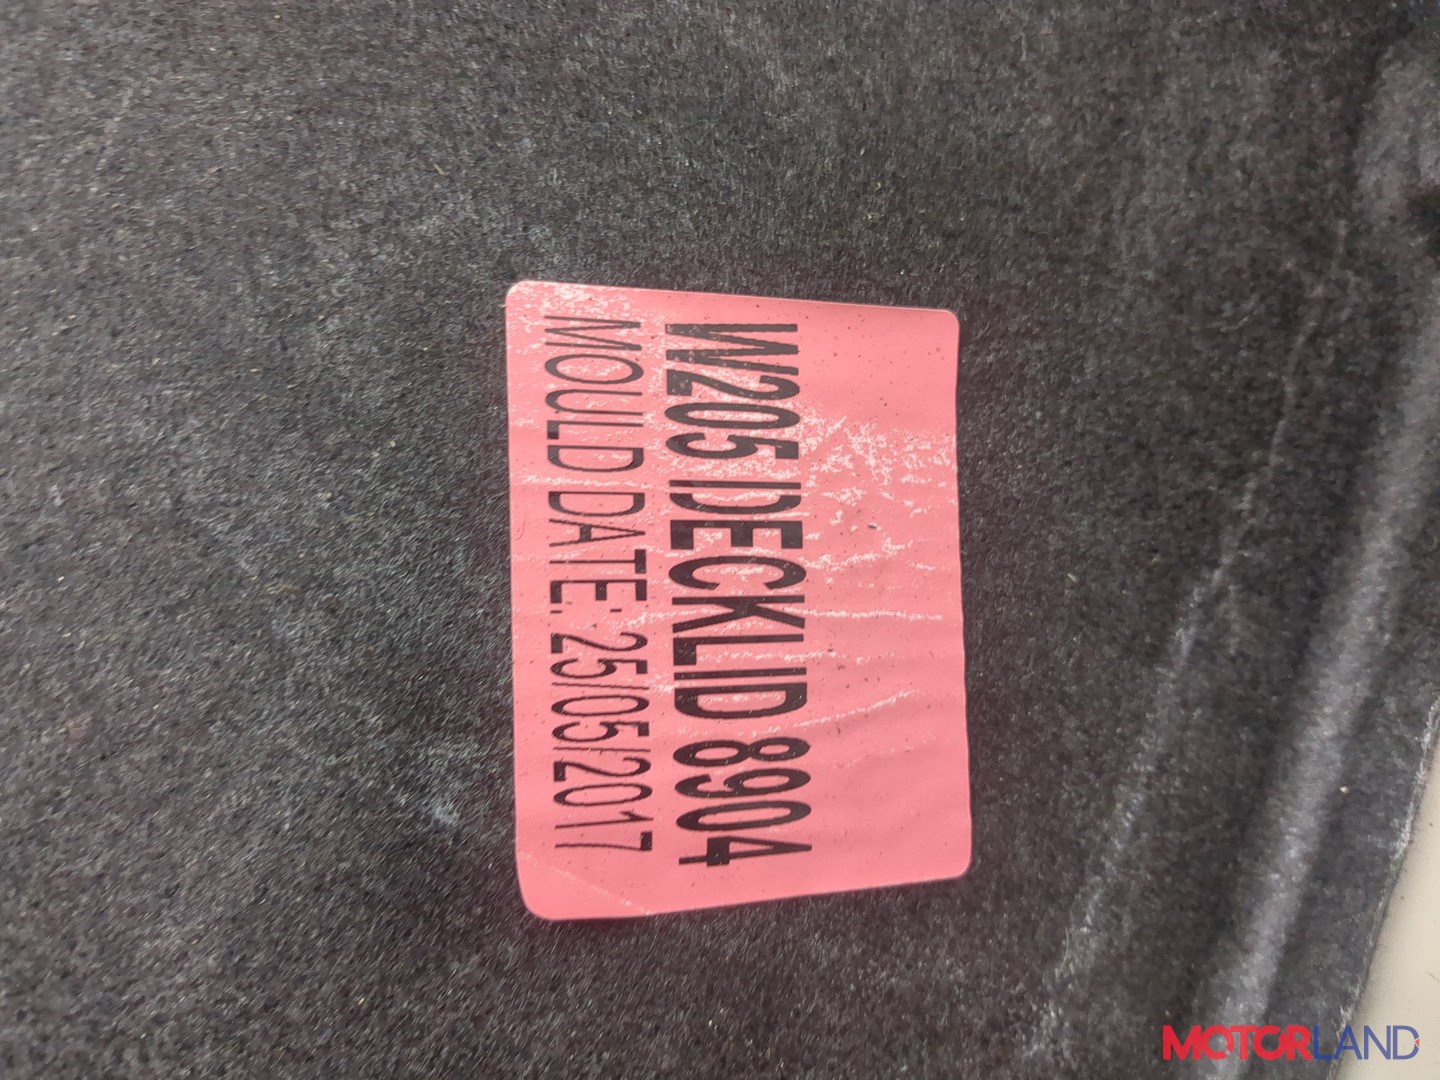 W205 DECKLID 8904
MOULD DATE: 25/05/2017
MOTORLAND